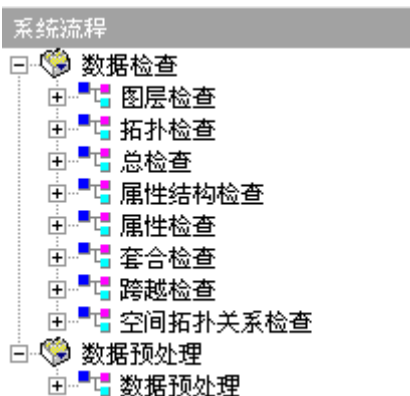 系统流程
数据检查
图层检查
拓扑检查
总检查
属性结构检查
属性检查
套合检查
跨越检查
空间拓扑关系检查
数据预处理
数据预处理